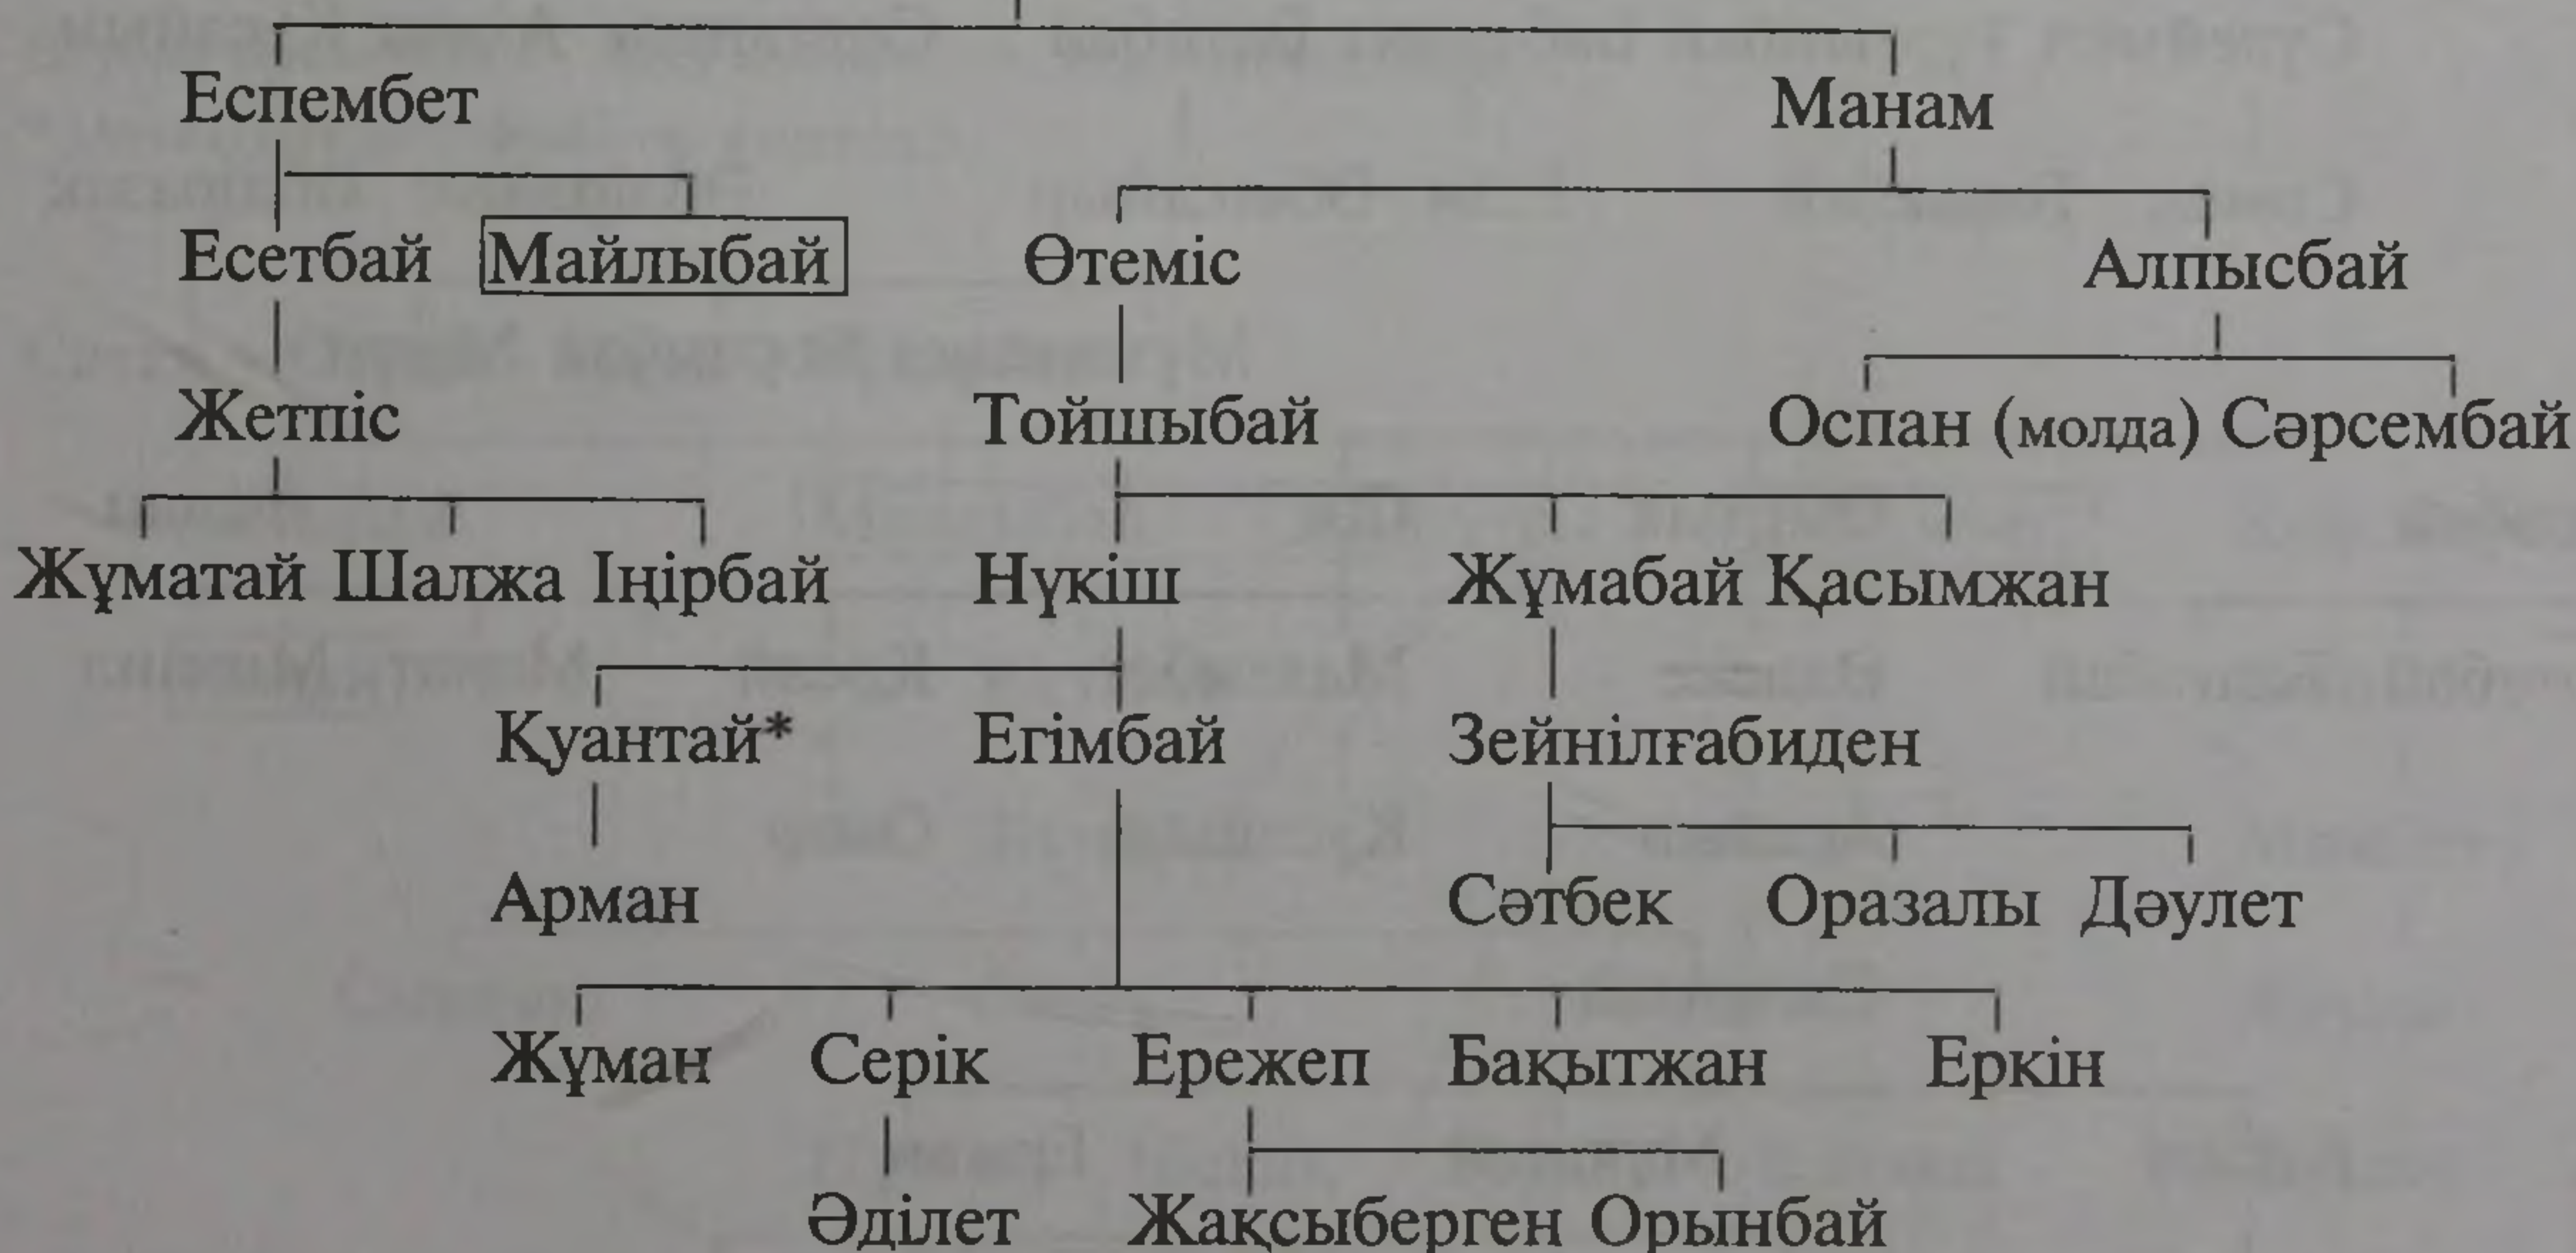 Еспембет Манам
Есетбай Майлыбай Өтеміс Алпысбай
Жетпіс Тойшыбай Оспан (молда) Сәрсембай
Жұматай Шалжа Іңірбай Нүкіш Жұмабай Қасымжан
Қуантай* Егімбай Зейнілғабиден
Арман Сәтбек Оразалы Дәулет
Жұман Серік Ережеп Бақытжан Еркін
Әділет Жақсыберген Орынбай